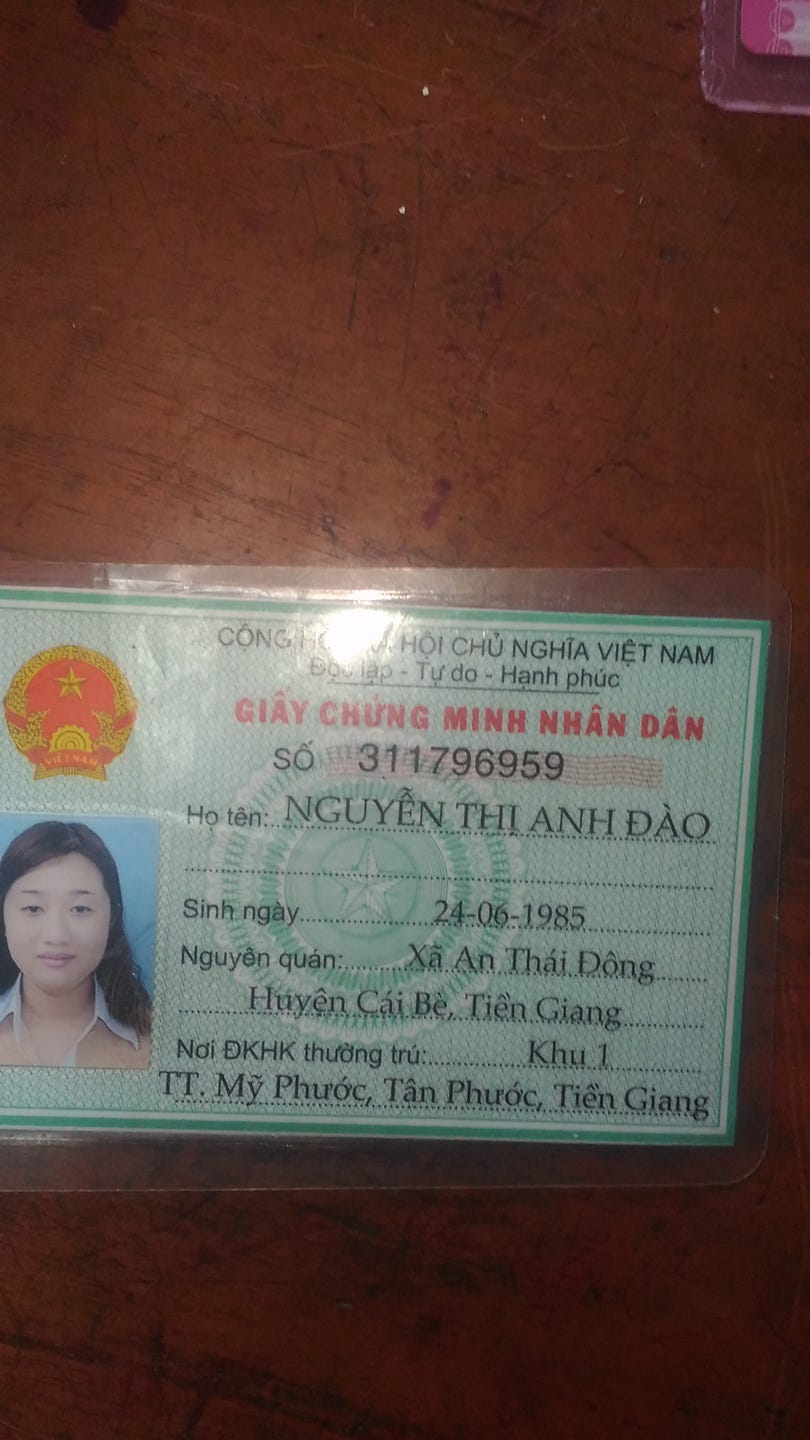 CỘNG HÒA XÃ HỘI CHỦ NGHĨA VIỆT NAM
Độc lập - Tự do - Hạnh phúc
GIẤY CHỨNG MINH NHÂN DÂN
SỐ 311796959
Họ tên: NGUYỄN THỊ ANH ĐÀO
Sinh ngày 24-06-1985
Nguyên quán: Xã An Thái Đông
Huyện Cái Bè, Tiền Giang
Nơi ĐKHK thường trú: Khu 1
TT. Mỹ Phước, Tân Phước, Tiền Giang
VIỆT NAM